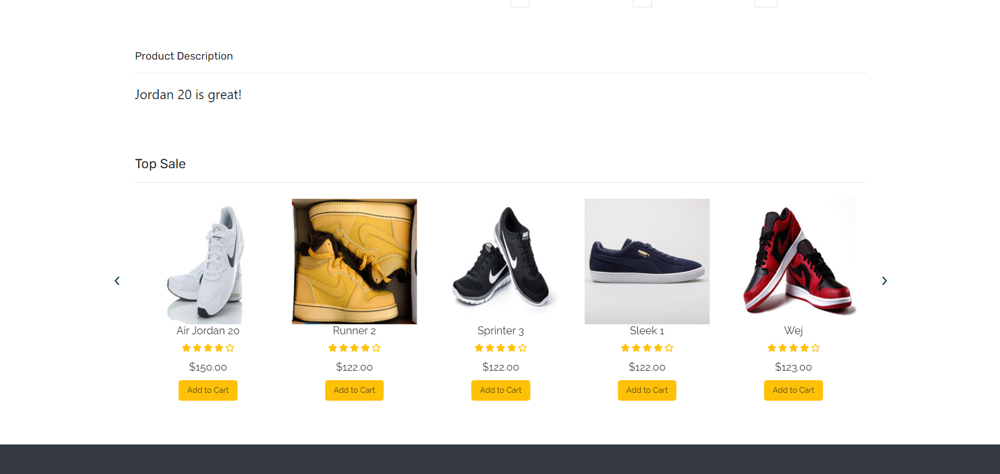 Product Description
Jordan 20 is great!
Top Sale
Air Jordan 20
Runner 2
Sprinter 3
Sleek 1
Wej
$150.00
$122.00
$122.00
$122.00
$123.00
Add to Cart
Add to Cart
Add to Cart
Add to Cart
Add to Cart